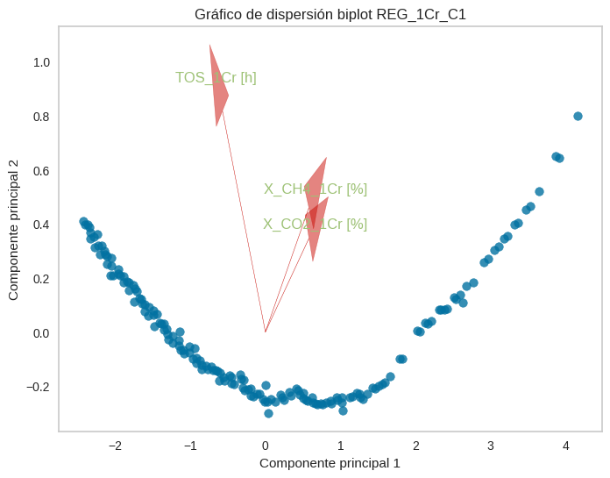 Gráfico de dispersión biplot REG_1Cr_C1
Componente principal 2
1.0
0.8
0.6
0.4
0.2
0.0
−0.2
TOS_1Cr [h]
X_CH4_1Cr [%]
X_CO2_1Cr [%]
−2
−1
0
1
2
3
4
Componente principal 1